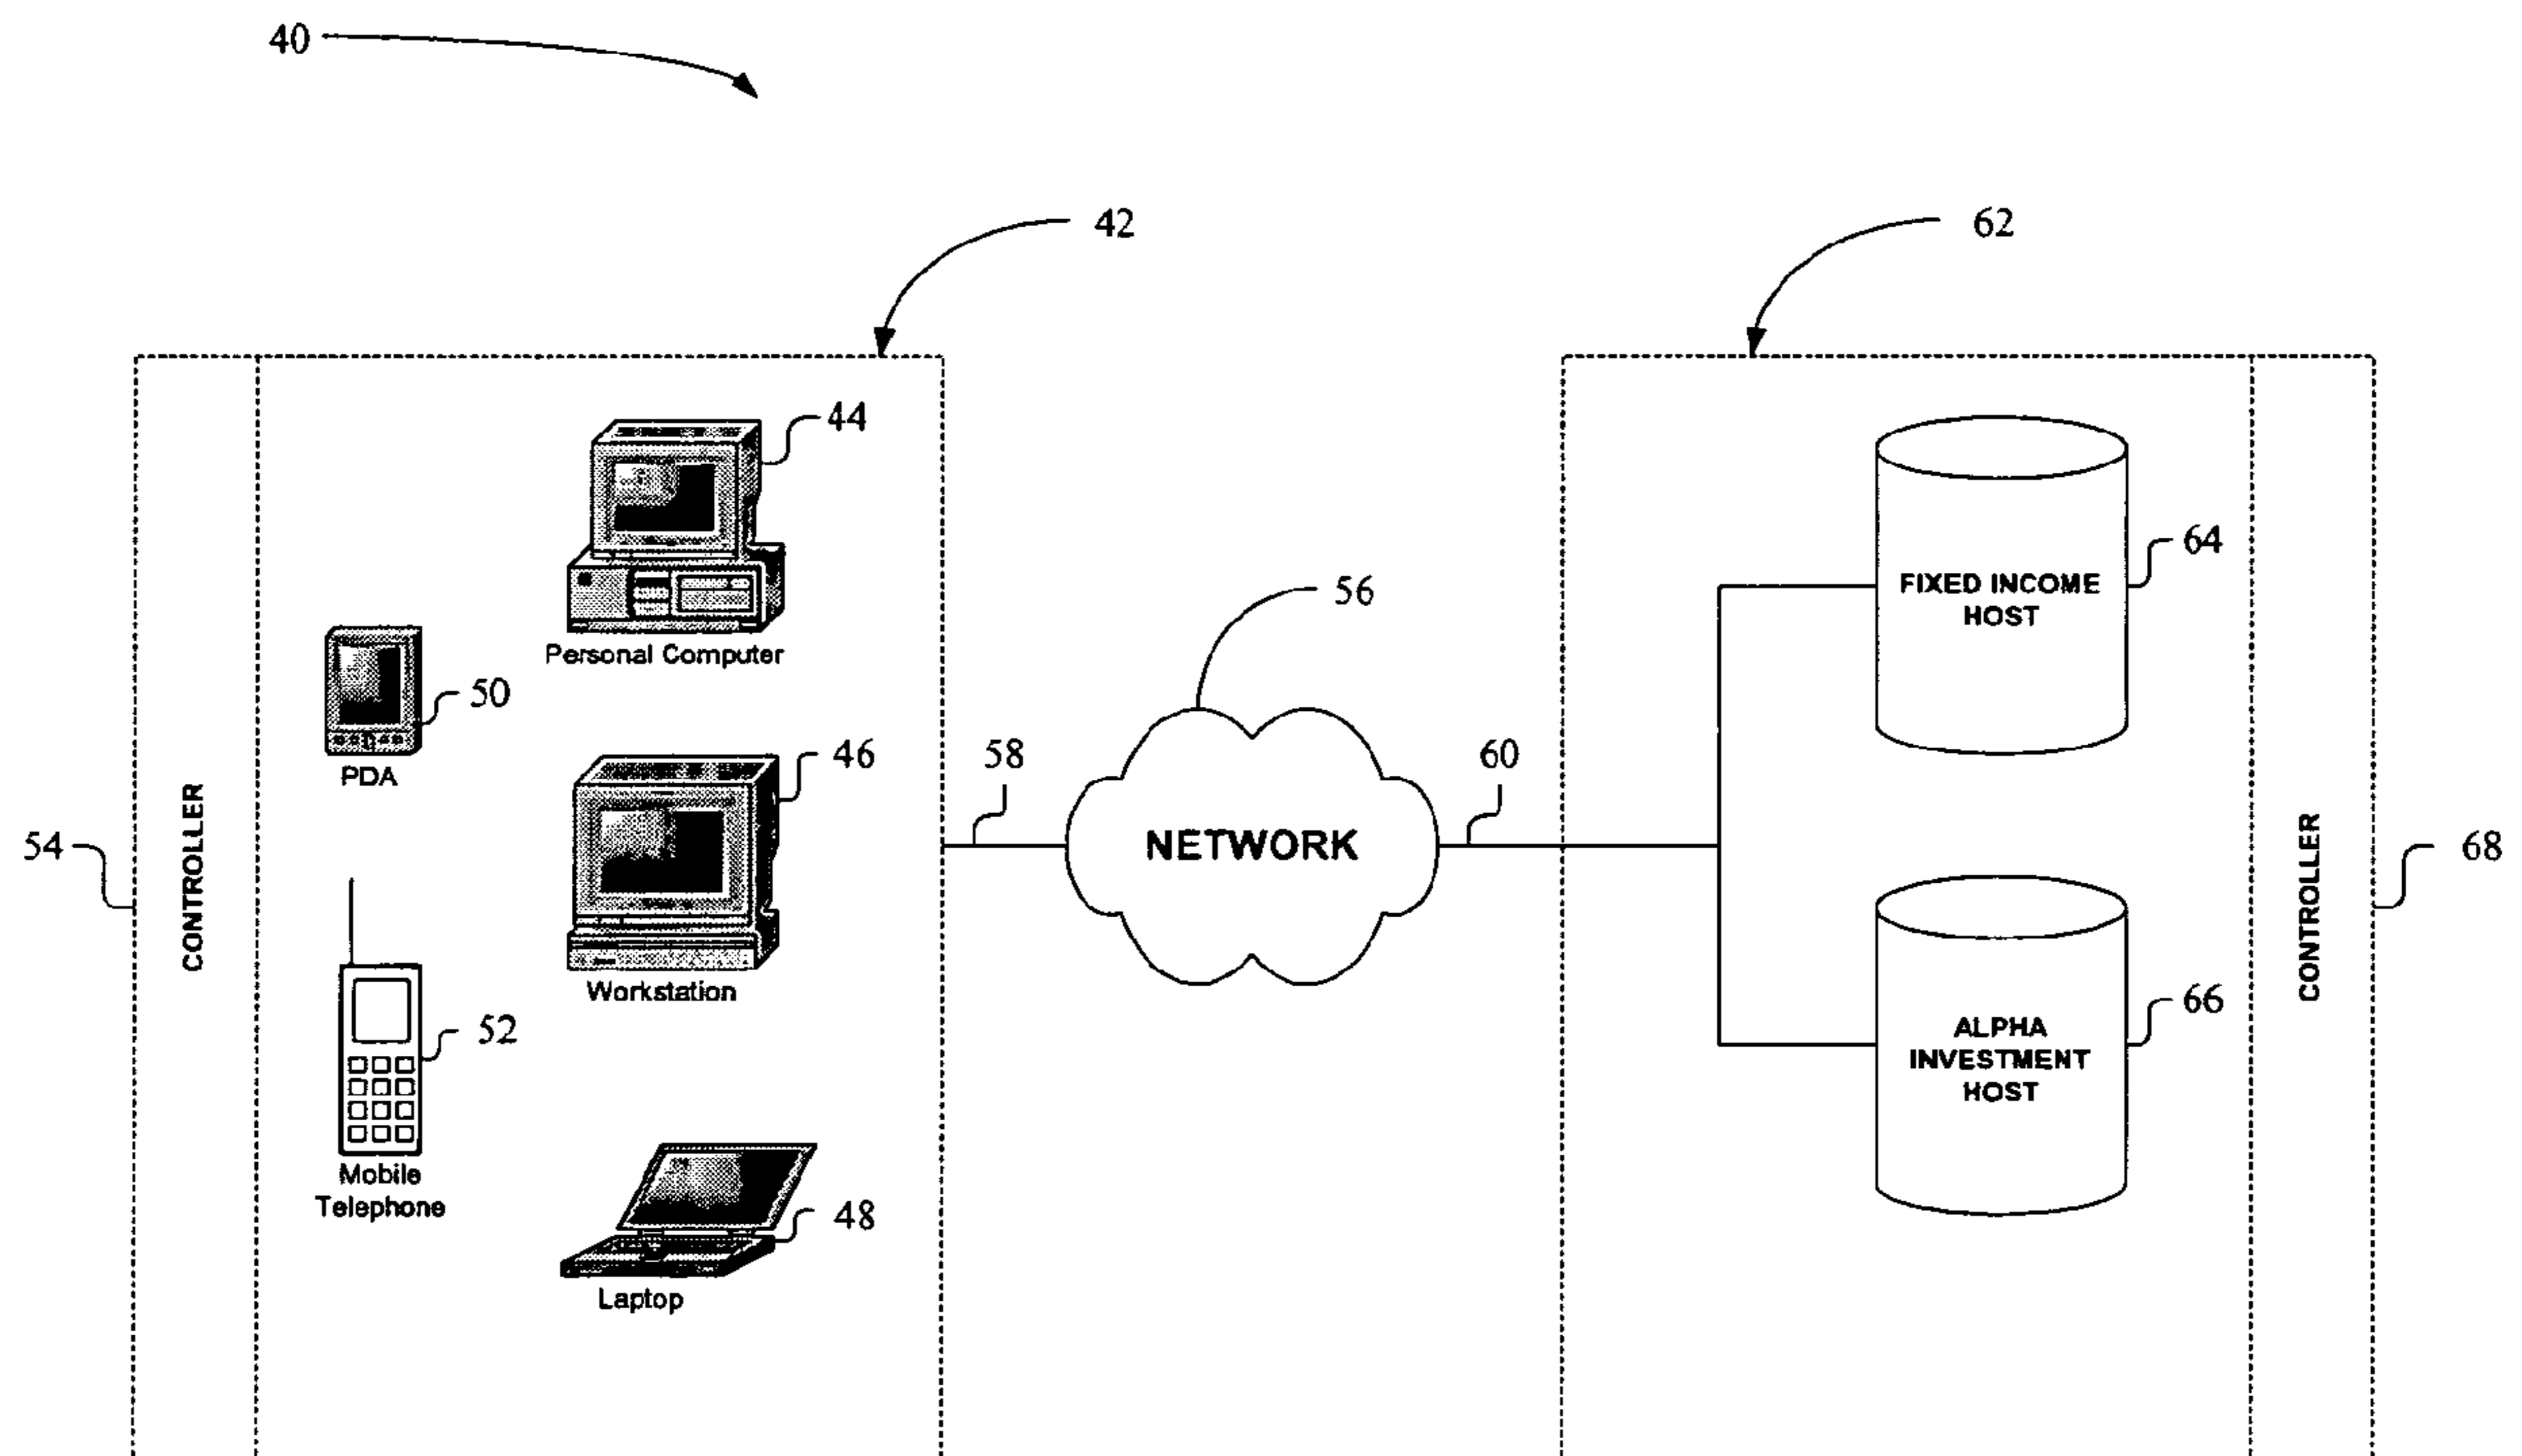 40
42
62
44
Personal Computer
50
PDA
46
Workstation
54
CONTROLLER
52
Mobile
Telephone
48
Laptop
58
56
NETWORK
60
64
FIXED INCOME
HOST
66
ALPHA
INVESTMENT
HOST
CONTROLLER
68